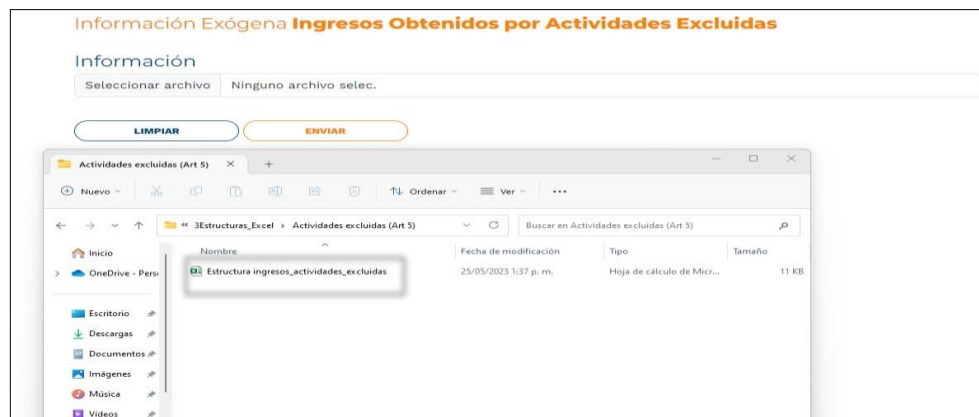 Información Exógena Ingresos Obtenidos por Actividades Excluidas
Información
Seleccionar archivo Ninguno archivo selec.
LIMPIAR ENVIAR
Actividades excluidas (Art 5) × +
Nuevo Ordenar Ver ...
« 3Estructuras_Excel > Actividades excluidas (Art 5) Buscar en Actividades excluidas (Art 5)
Inicio Nombre Fecha de modificación Tipo Tamaño
OneDrive - Pers Estructura ingresos_actividades_excluidas 25/05/2023 1:37 p. m. Hoja de cálculo de Micr... 11 KB
Escritorio
Descargas
Documentos
Imágenes
Música
Vídeos